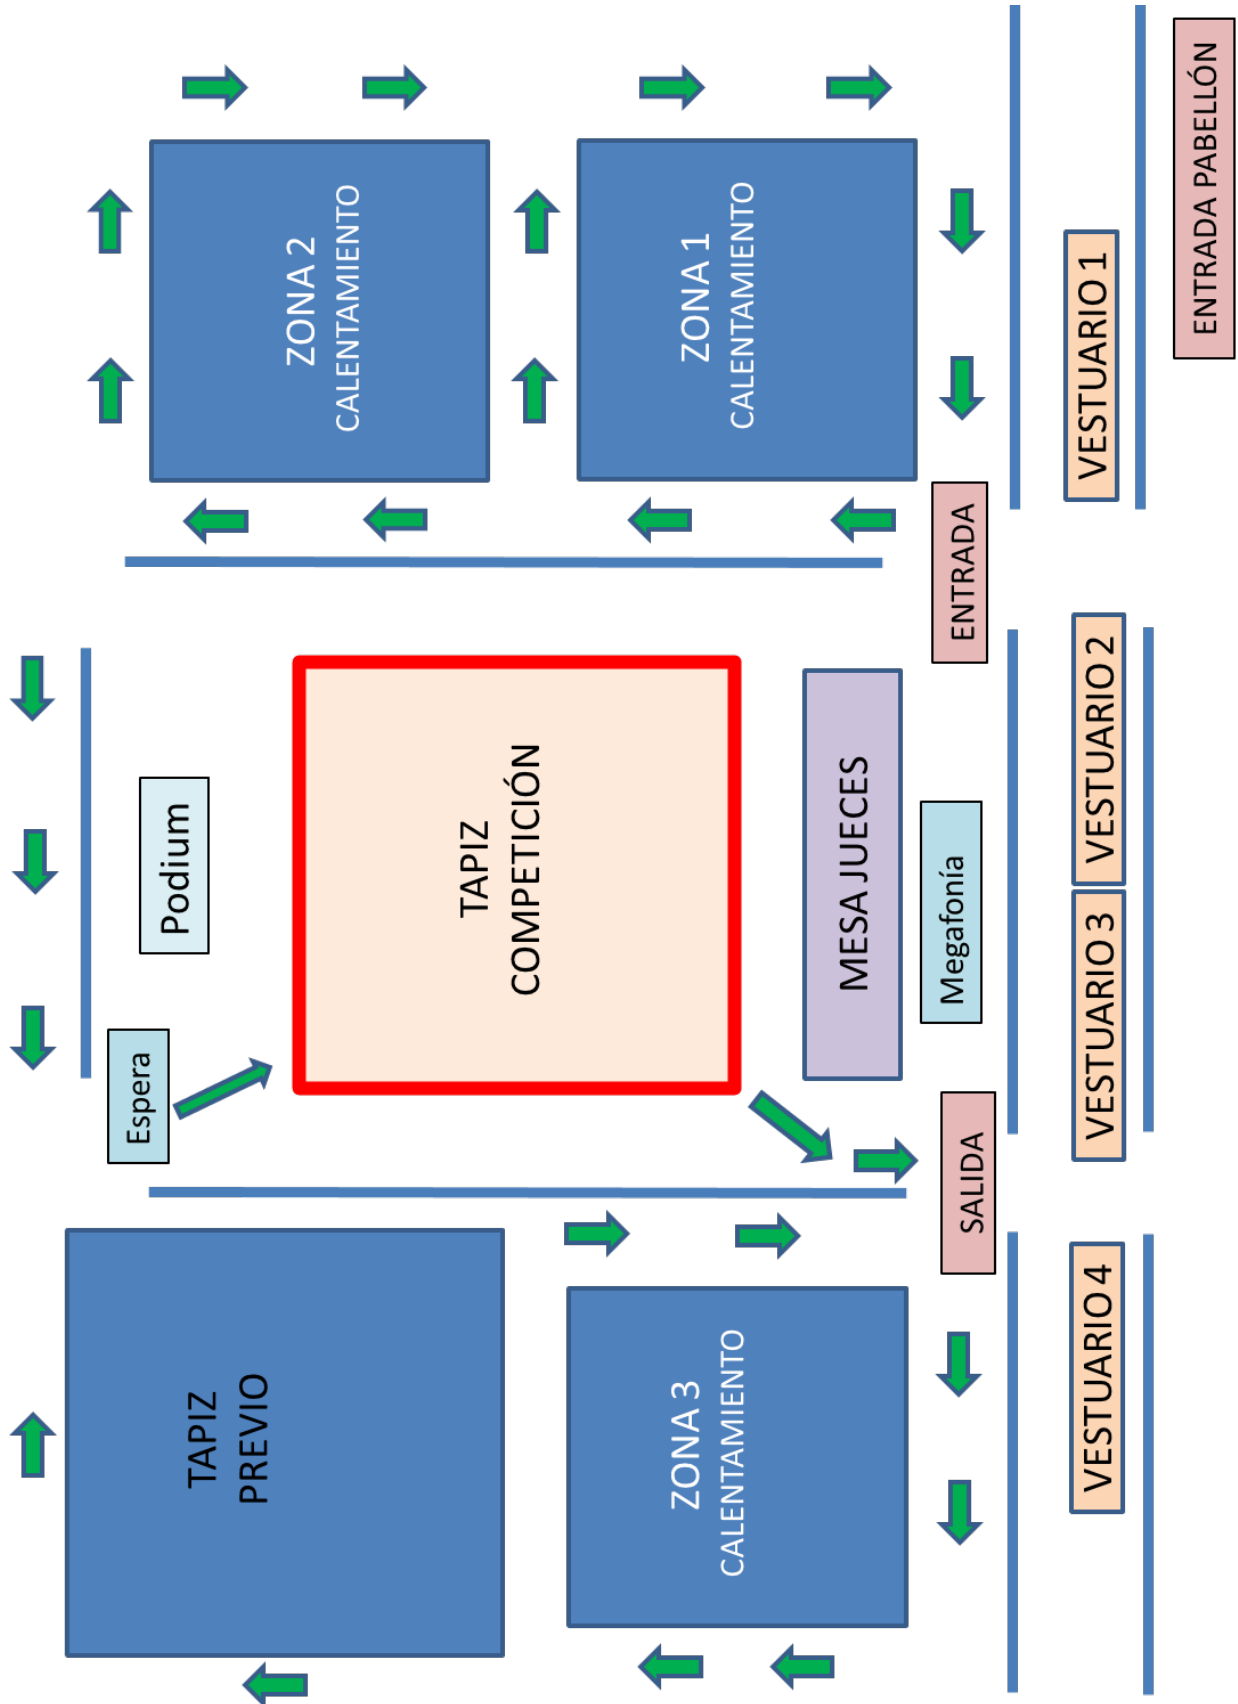 TAPIZ
PREVIO
Espera
Podium
ZONA 2
CALENTAMIENTO
TAPIZ
COMPETICIÓN
ZONA 3
CALENTAMIENTO
ZONA 1
CALENTAMIENTO
MESA JUECES
SALIDA
Megafonía
ENTRADA
VESTUARIO 4
VESTUARIO 3
VESTUARIO 2
VESTUARIO 1
ENTRADA PABELLÓN